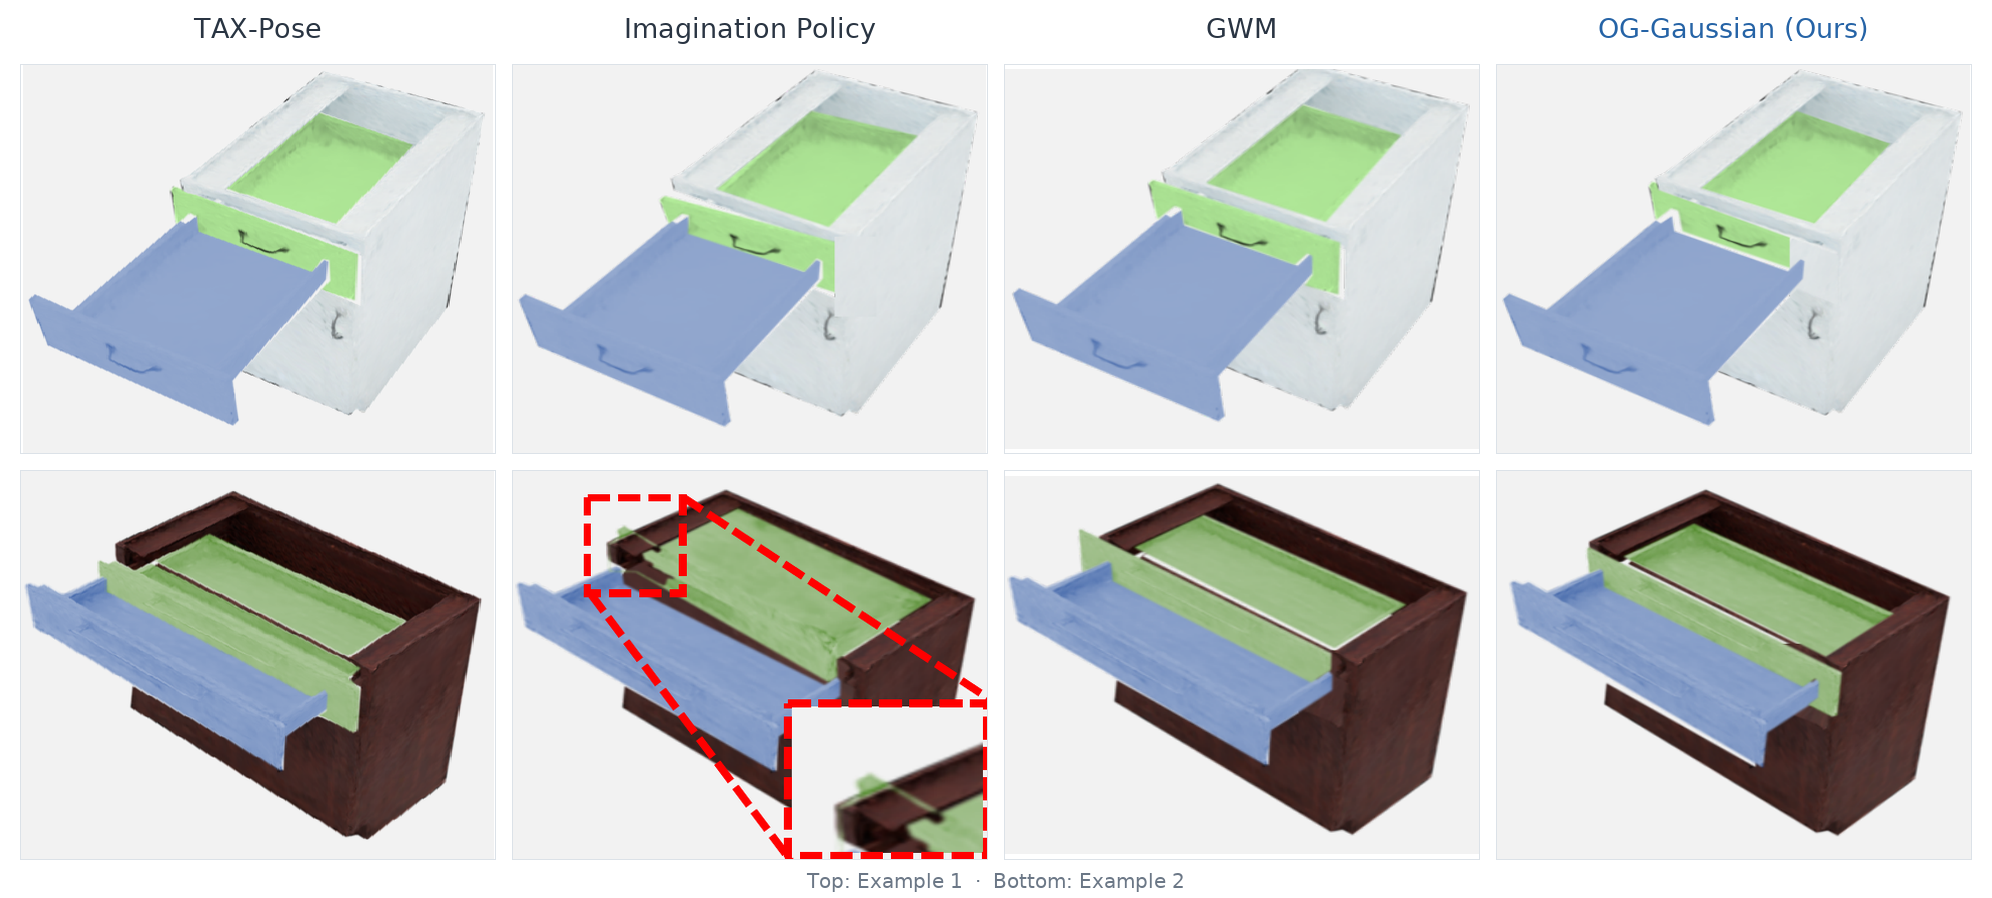 TAX-Pose
Imagination Policy
GWM
OG-Gaussian (Ours)
Top: Example 1 · Bottom: Example 2